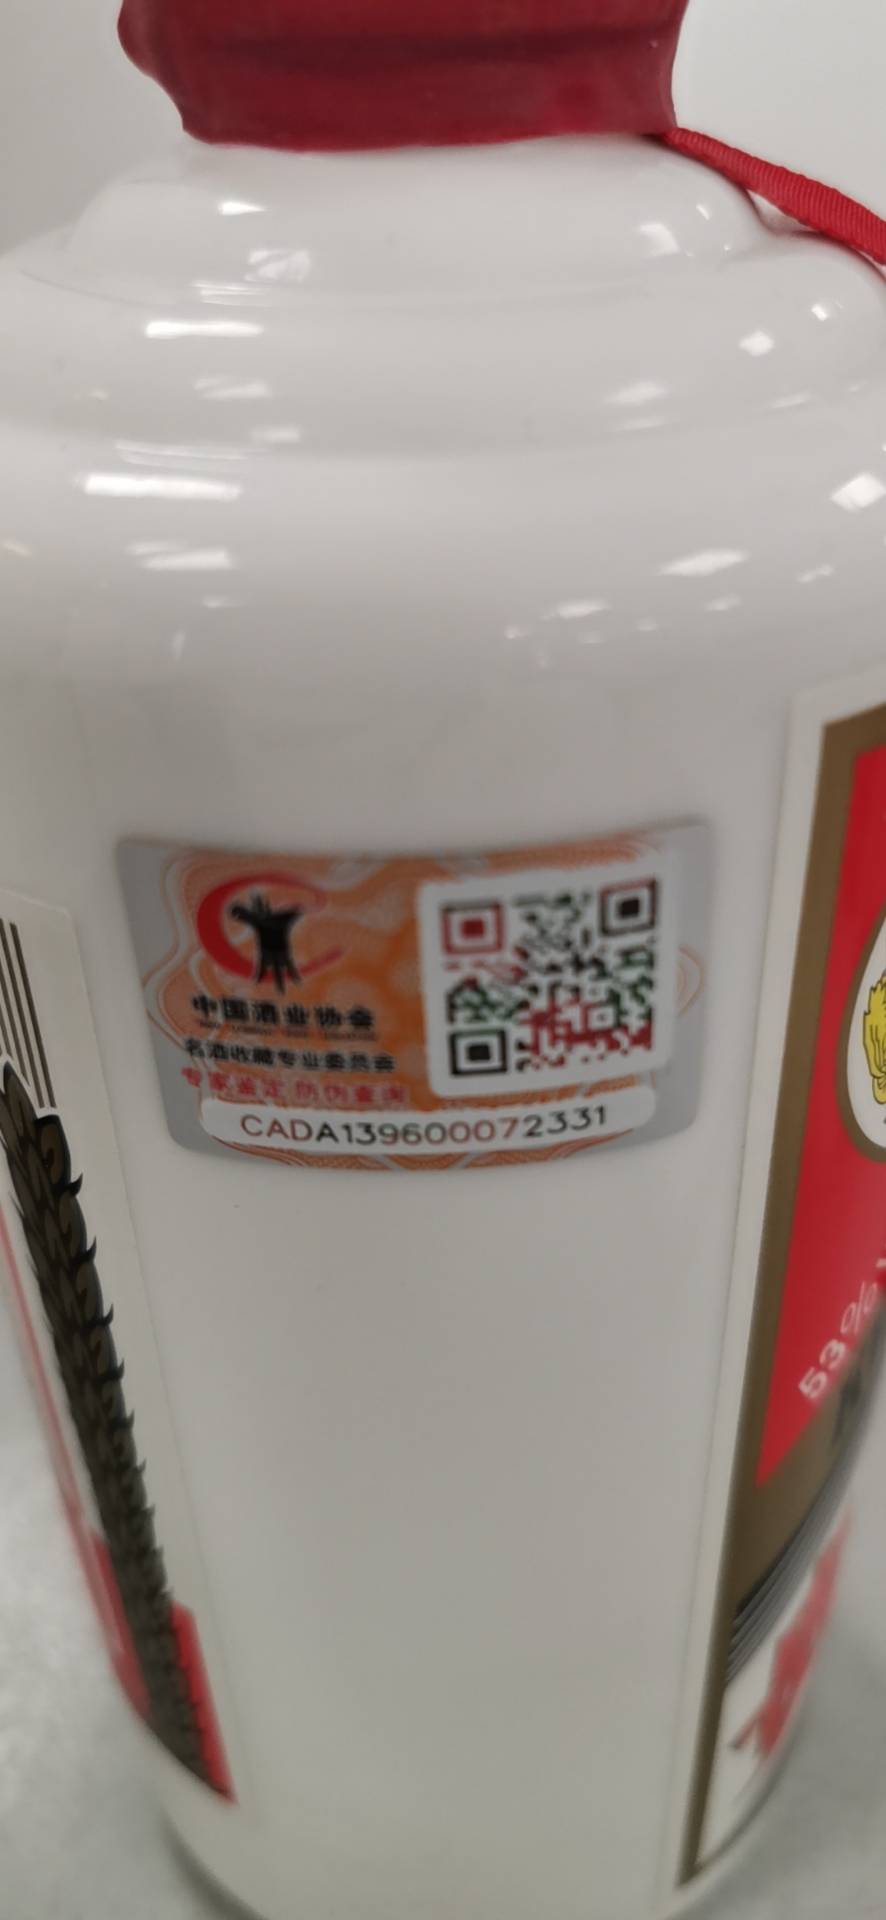 中国酒业协会
名酒收藏专业委员会
专家鉴定 防伪查询
CADA139600072331
53%